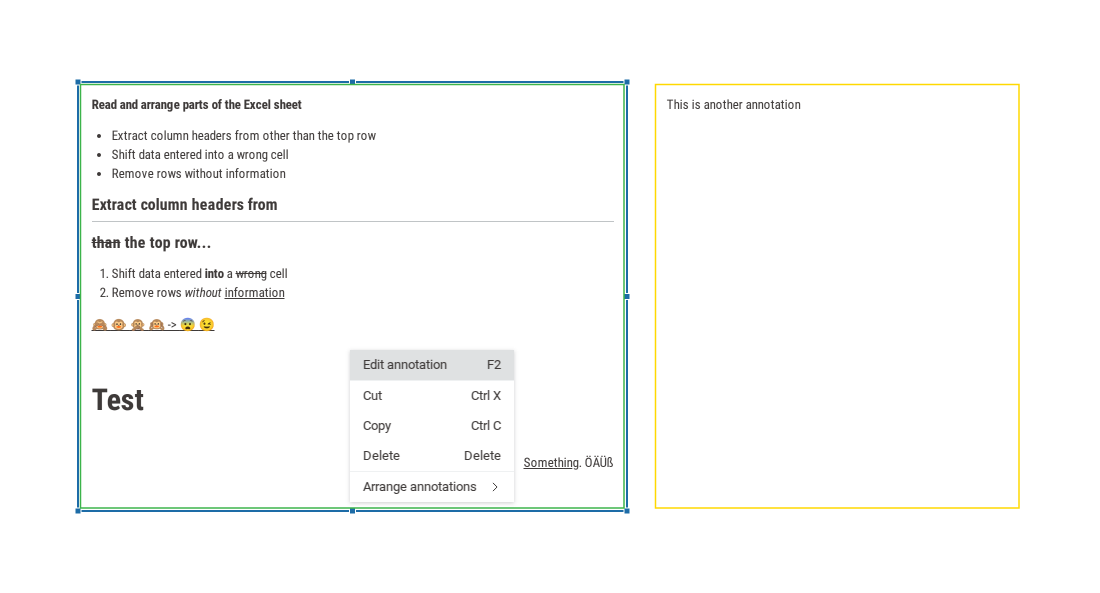 Read and arrange parts of the Excel sheet
• Extract column headers from other than the top row
• Shift data entered into a wrong cell
• Remove rows without information
Extract column headers from
than the top row...
1. Shift data entered into a wrong cell
2. Remove rows without information
🙈 🐵 🙊 🙈 -> 😨 😉
Test
Something. ÖÄÜß
Edit annotation F2
Cut Ctrl X
Copy Ctrl C
Delete Delete
Arrange annotations
This is another annotation